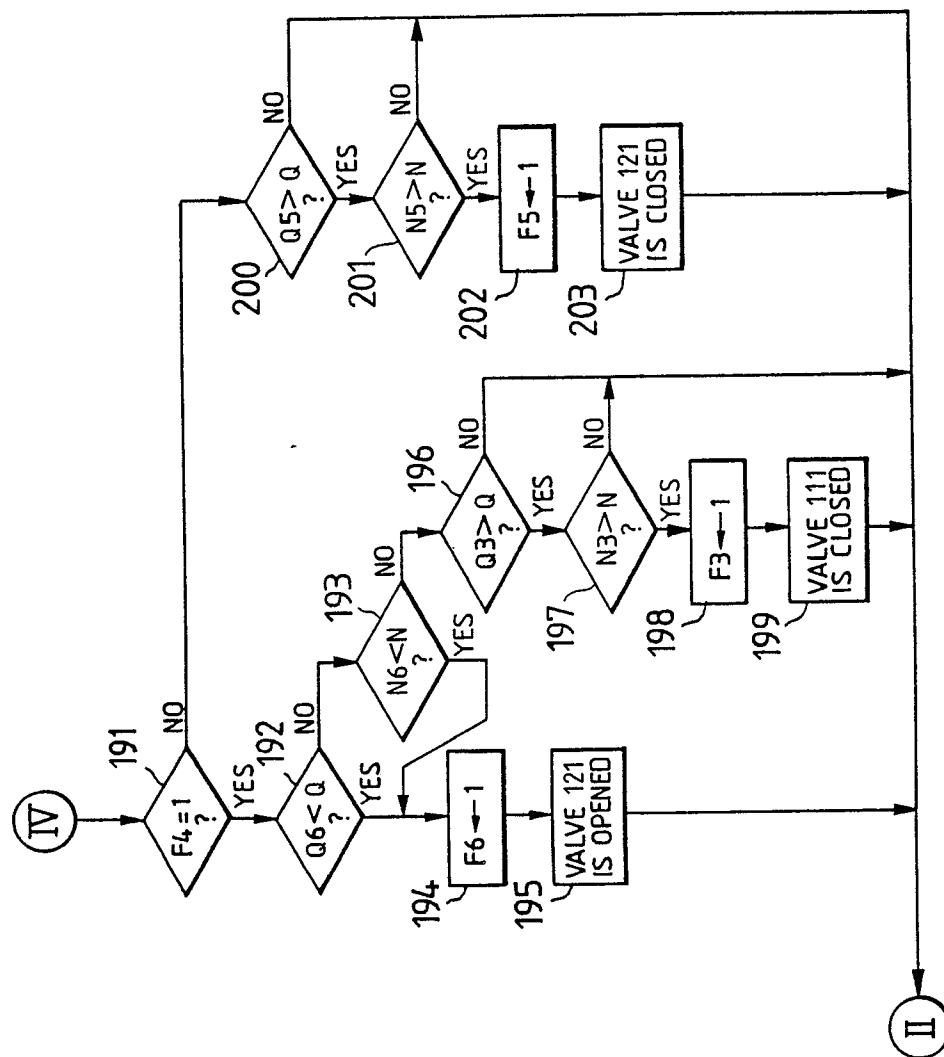 IV
191
F4=1
?
NO
YES
192
Q6<Q
?
NO
YES
193
N6<N
?
NO
YES
194
F6←1
195
VALVE 121
IS OPENED
196
Q3>Q
?
NO
YES
197
N3>N
?
NO
YES
198
F3←1
199
VALVE 111
IS CLOSED
200
Q5>Q
?
NO
YES
201
N5>N
?
NO
YES
202
F5←1
203
VALVE 121
IS CLOSED
II